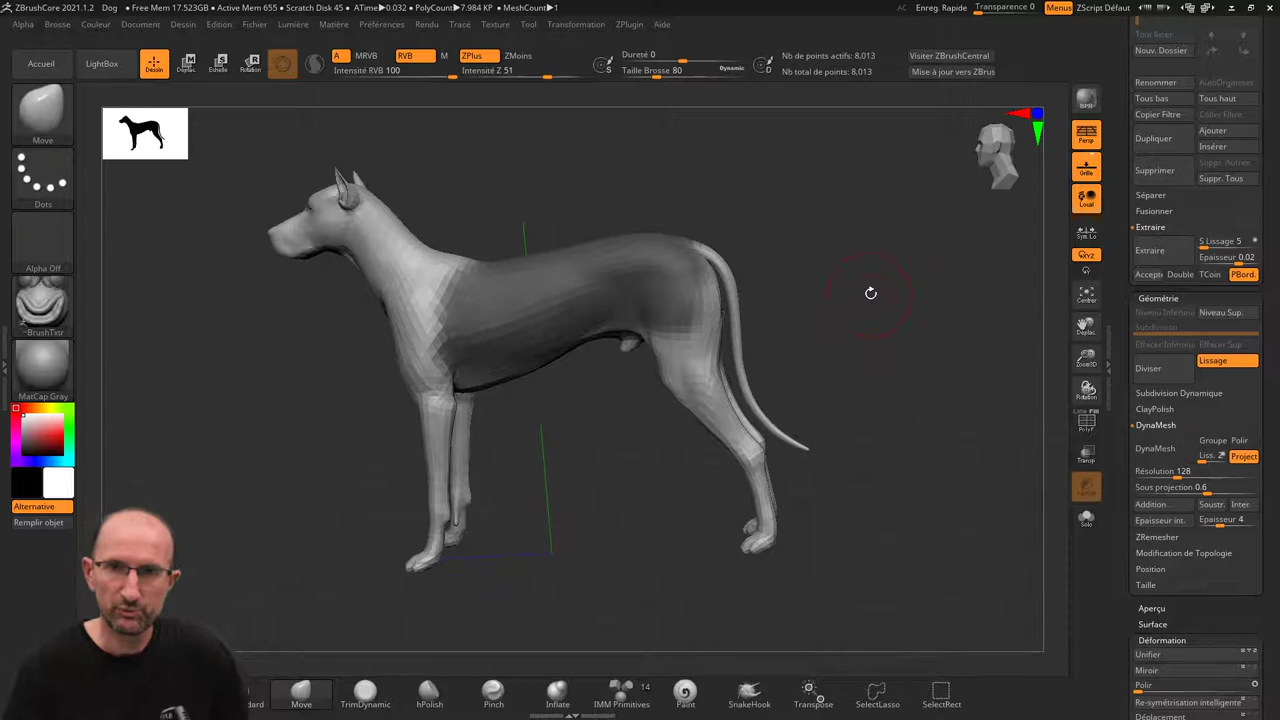 ZBrushCore 2021.1.2 Dog • Free Mem 17.523GB • Active Mem 655 • Scratch Disk 45 • ATime▶0.032 • PolyCount▶7.984 KP • MeshCount▶1 AC Enreg. Rapide Transparence 0 Menus ZScript Défaut
Alpha Brosse Couleur Document Dessin Edition Fichier Lumière Matière Préférences Rendu Tracé Texture Tool Transformation ZPlugin Aide
Accueil LightBox Dessin Déplac. Echelle Rotation
A MRVB RVB M ZPlus ZMoins
Intensité RVB 100 Intensité Z 51
Dureté 0
Taille Brosse 80 Dynamic
Nb de points actifs: 8,013
Nb total de points: 8,013
Visiter ZBrushCentral
Mise à jour vers ZBrus
Move
Dots
Alpha Off
~BrushTxtr
MatCap Gray
Alternative
Remplir objet
BPR
Persp
Grille
Local
Sym.Lo
XYZ
Centrer
Déplac.
Zoom3D
Rotation
Line Fill
PolyF
Transp
Solo
Tout Lister
Nouv. Dossier
Renommer AutoOrganiser
Tous bas Tous haut
Copier Filtre Coller Filtre
Dupliquer Ajouter
Insérer
Supprimer Suppr. Autres
Suppr. Tous
Séparer
Fusionner
Extraire
Extraire S Lissage 5
Epaisseur 0.02
Accepte Double TCoin PBord.
Géométrie
Niveau Inférieur Niveau Sup.
Subdivision
Effacer Inférieur Effacer Sup
Diviser Lissage
Subdivision Dynamique
ClayPolish
DynaMesh
DynaMesh Groupe Polir
Liss. 2 Project
Résolution 128
Sous projection 0.6
Addition Soustr. Inter.
Epaisseur int. Epaisseur 4
ZRemesher
Modification de Topologie
Position
Taille
Aperçu
Surface
Déformation
Unifier
Miroir
Polir
Re-symétrisation intelligente
Déplacement
dard Move TrimDynamic hPolish Pinch Inflate IMM Primitives 14 Paint SnakeHook Transpose SelectLasso SelectRect